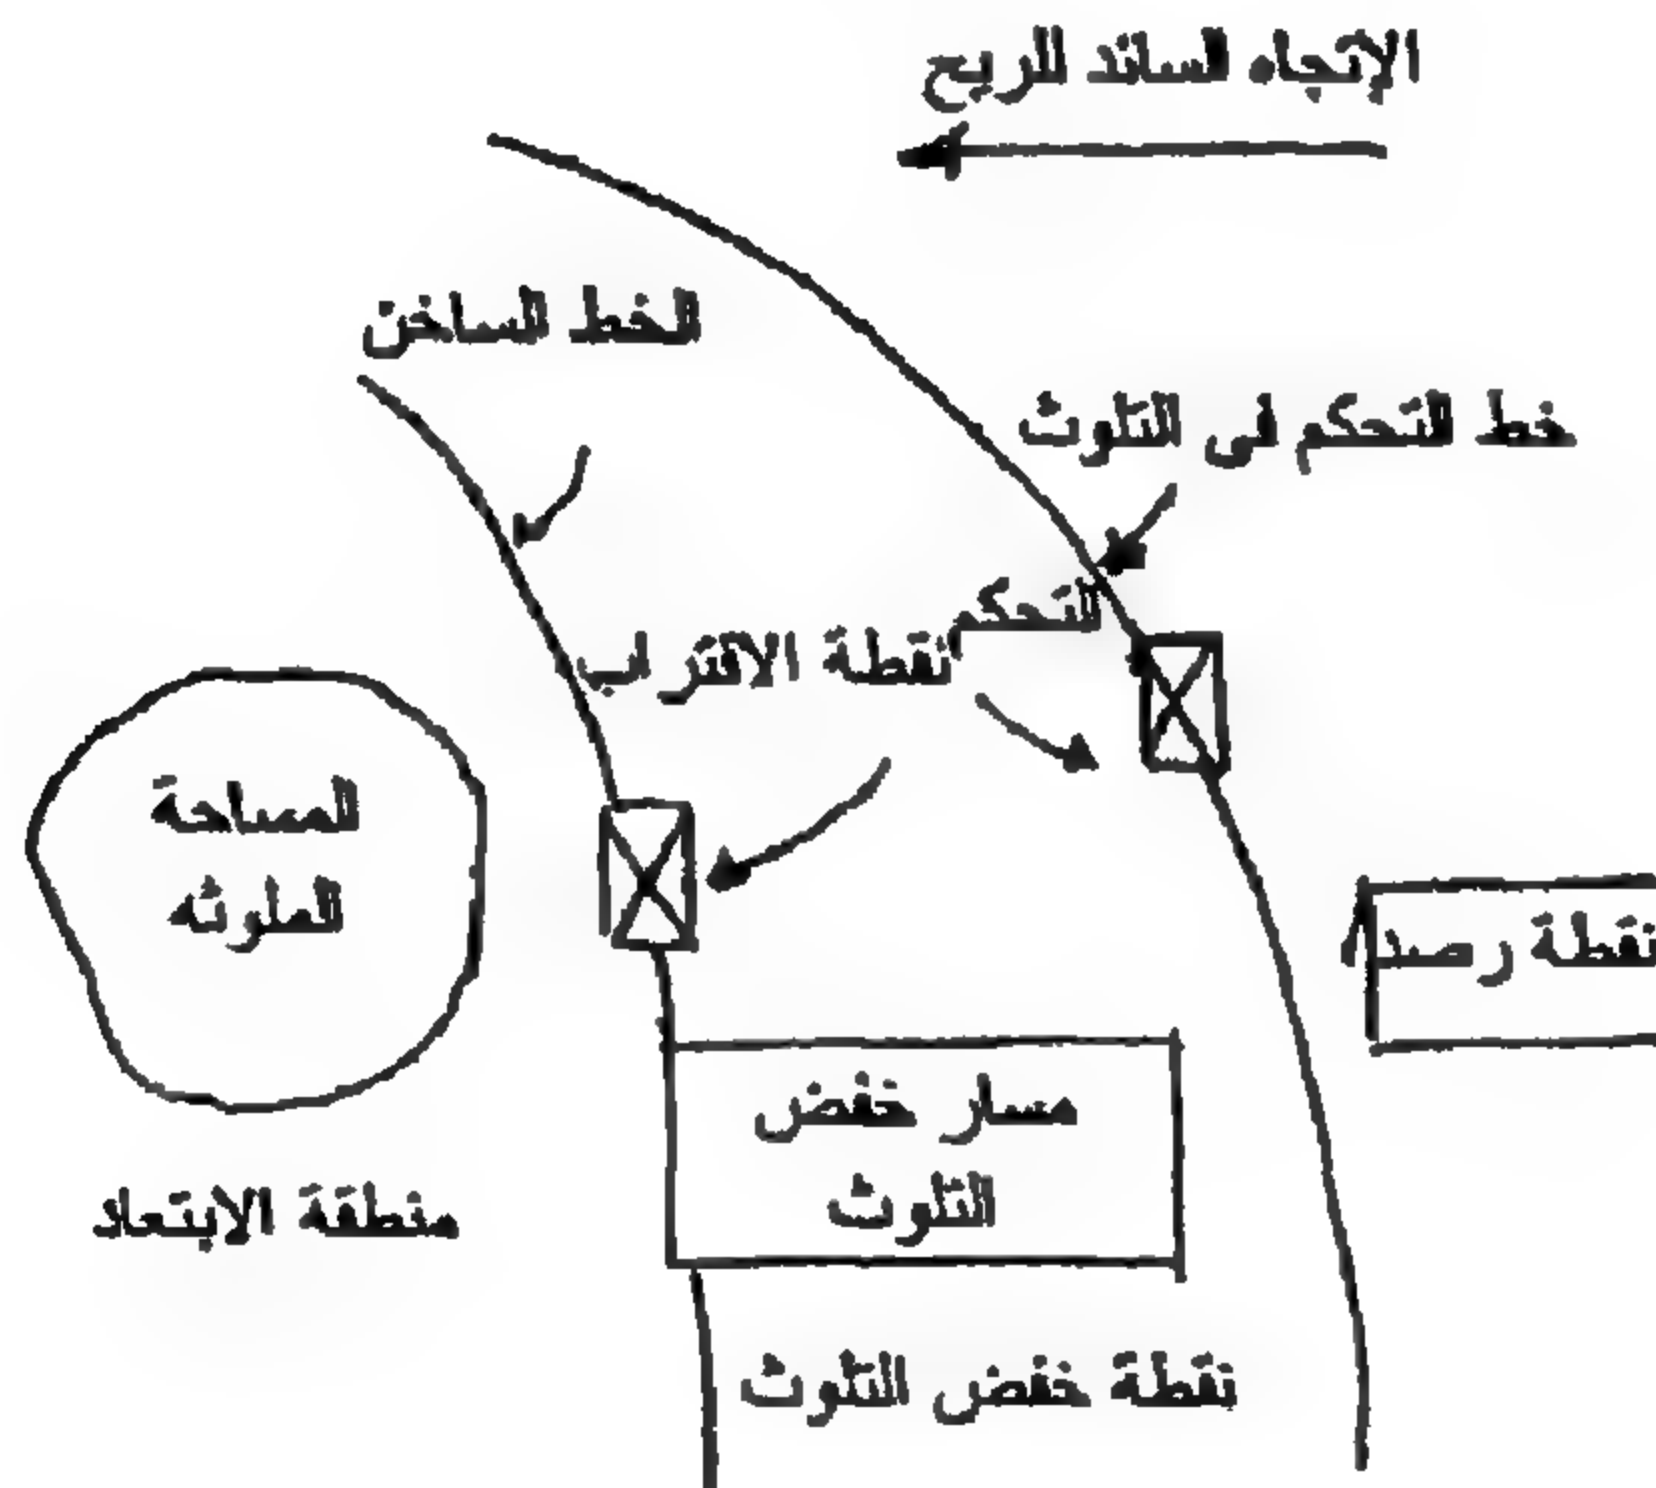 الإتجاه السائد للريح
الخط الساخن
خط التحكم فى التلوث
التحكم
نقطة الاقتراب
المساحة
الملوثه
نقطة رصد
مسار خفض
التلوث
منطقة الابتعاد
نقطة خفض التلوث